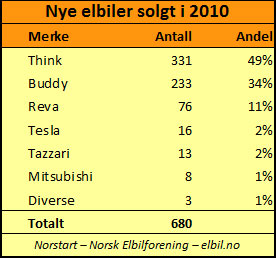 Nye elbiler solgt i 2010
Merke Antall Andel
Think 331 49%
Buddy 233 34%
Reva 76 11%
Tesla 16 2%
Tazzari 13 2%
Mitsubishi 8 1%
Diverse 3 1%
Totalt 680
Norstart – Norsk Elbilforening – elbil.no